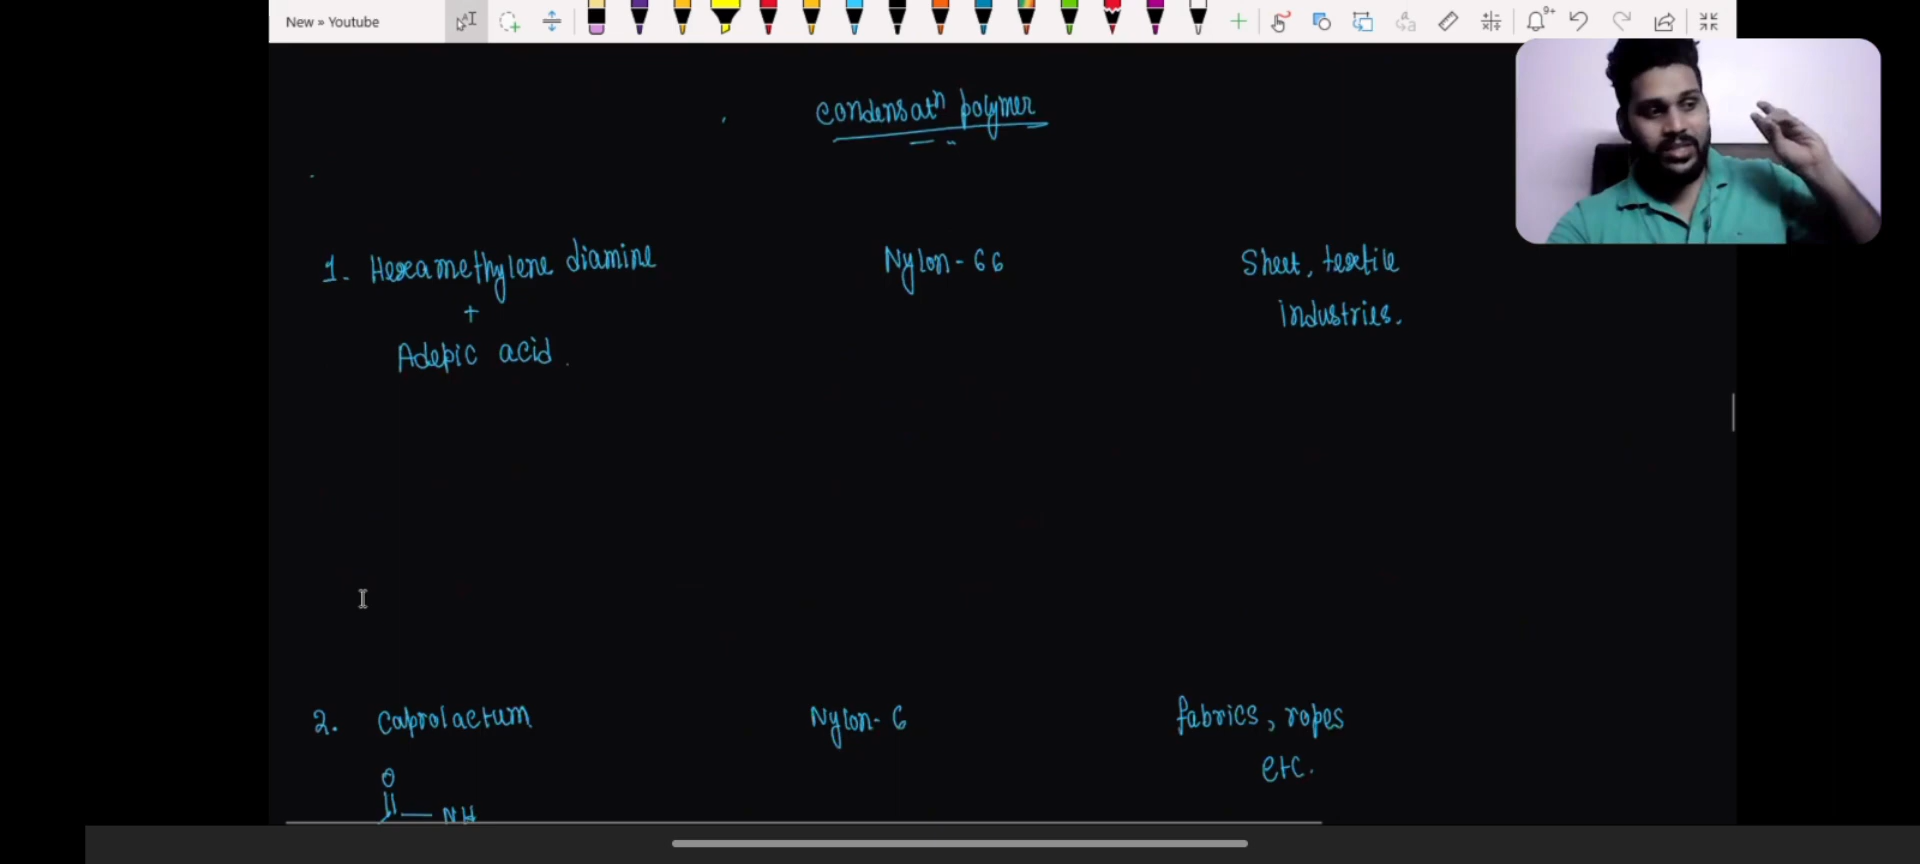 New » Youtube
9+
Condensatn polymer
1. Hexamethylene diamine
+
Adepic acid.
Nylon-66
Sheet, textile
industries.
2. Caprolactum
Nylon-6
fabrics, ropes
etc.
O
NH